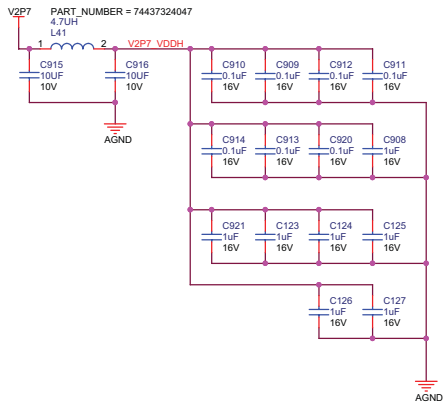 V2P7 PART_NUMBER = 74437324047
4.7UH
L41
1 2 V2P7_VDDH
C915
10UF
10V
C916
10UF
10V
AGND
C910
0.1uF
16V
C909
0.1uF
16V
C912
0.1uF
16V
C911
0.1uF
16V
C914
0.1uF
16V
C913
0.1uF
16V
C920
0.1uF
16V
C908
1uF
16V
C921
1uF
16V
C123
1uF
16V
C124
1uF
16V
C125
1uF
16V
C126
1uF
16V
C127
1uF
16V
AGND